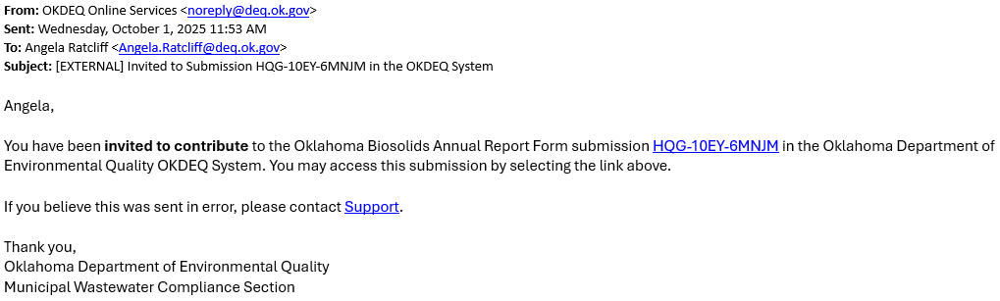 From: OKDEQ Online Services <noreply@deq.ok.gov>
Sent: Wednesday, October 1, 2025 11:53 AM
To: Angela Ratcliff <Angela.Ratcliff@deq.ok.gov>
Subject: [EXTERNAL] Invited to Submission HQG-10EY-6MNJM in the OKDEQ System
Angela,
You have been invited to contribute to the Oklahoma Biosolids Annual Report Form submission HQG-10EY-6MNJM in the Oklahoma Department of
Environmental Quality OKDEQ System. You may access this submission by selecting the link above.
If you believe this was sent in error, please contact Support.
Thank you,
Oklahoma Department of Environmental Quality
Municipal Wastewater Compliance Section